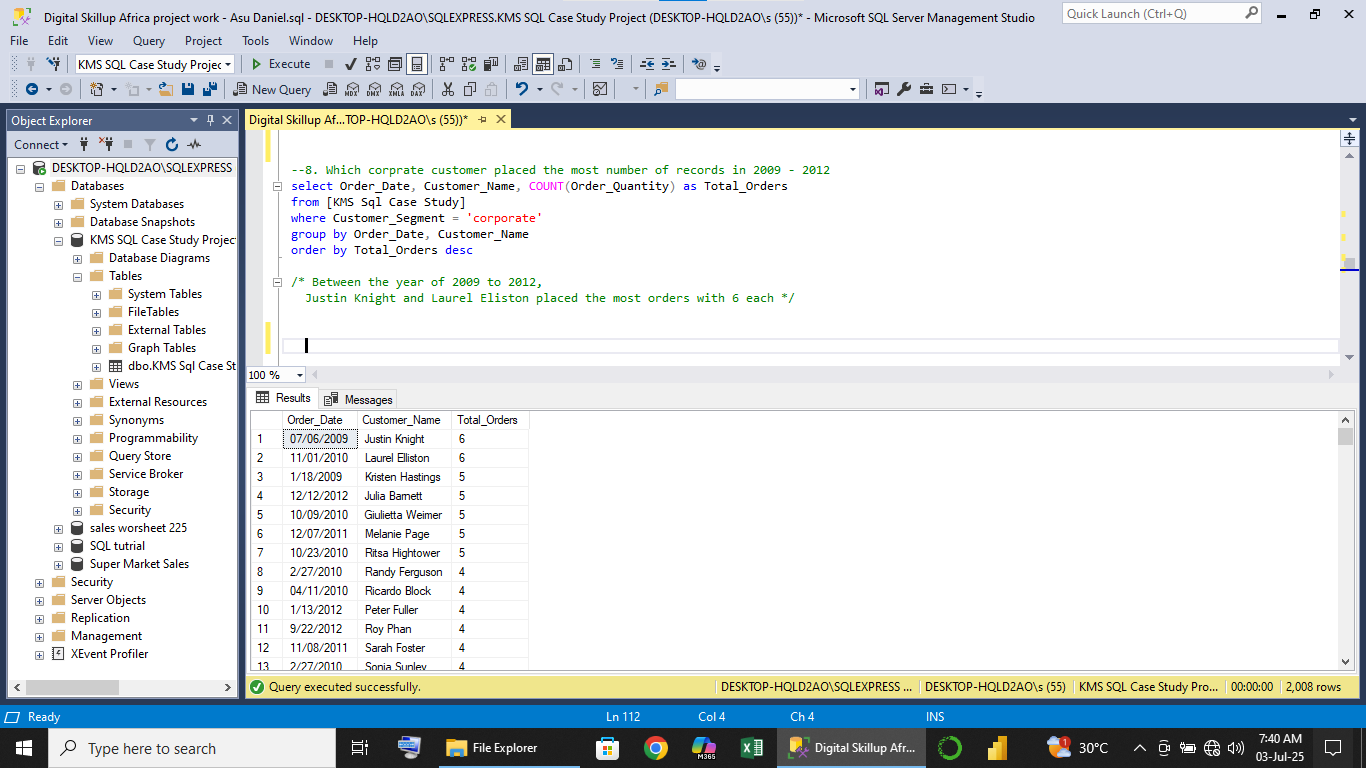 Digital Skillup Africa project work - Asu Daniel.sql - DESKTOP-HQLD2AO\SQLEXPRESS.KMS SQL Case Study Project (DESKTOP-HQLD2AO\s (55))* - Microsoft SQL Server Management Studio
Quick Launch (Ctrl+Q)
File Edit View Query Project Tools Window Help
KMS SQL Case Study Projec
Execute
New Query
MDX DMX XMLA DAX
Object Explorer
Connect
DESKTOP-HQLD2AO\SQLEXPRESS
Databases
System Databases
Database Snapshots
KMS SQL Case Study Projec
Database Diagrams
Tables
System Tables
FileTables
External Tables
Graph Tables
dbo.KMS Sql Case St
Views
External Resources
Synonyms
Programmability
Query Store
Service Broker
Storage
Security
sales worsheet 225
SQL tutrial
Super Market Sales
Security
Server Objects
Replication
Management
XEvent Profiler
Digital Skillup Af...TOP-HQLD2AO\s (55))*
--8. Which corprate customer placed the most number of records in 2009 - 2012
select Order_Date, Customer_Name, COUNT(Order_Quantity) as Total_Orders
from [KMS Sql Case Study]
where Customer_Segment = 'corporate'
group by Order_Date, Customer_Name
order by Total_Orders desc
/* Between the year of 2009 to 2012,
Justin Knight and Laurel Eliston placed the most orders with 6 each */
100 %
Results Messages
Order_Date Customer_Name Total_Orders
1 07/06/2009 Justin Knight 6
2 11/01/2010 Laurel Elliston 6
3 1/18/2009 Kristen Hastings 5
4 12/12/2012 Julia Barnett 5
5 10/09/2010 Giulietta Weimer 5
6 12/07/2011 Melanie Page 5
7 10/23/2010 Ritsa Hightower 5
8 2/27/2010 Randy Ferguson 4
9 04/11/2010 Ricardo Block 4
10 1/13/2012 Peter Fuller 4
11 9/22/2012 Roy Phan 4
12 11/08/2011 Sarah Foster 4
13 2/27/2010 Sonia Sunley 4
Query executed successfully.
DESKTOP-HQLD2AO\SQLEXPRESS ... DESKTOP-HQLD2AO\s (55) KMS SQL Case Study Pro... 00:00:00 2,008 rows
Ready Ln 112 Col 4 Ch 4 INS
Type here to search
File Explorer
M365
Digital Skillup Afr...
30°C
7:40 AM
03-Jul-25